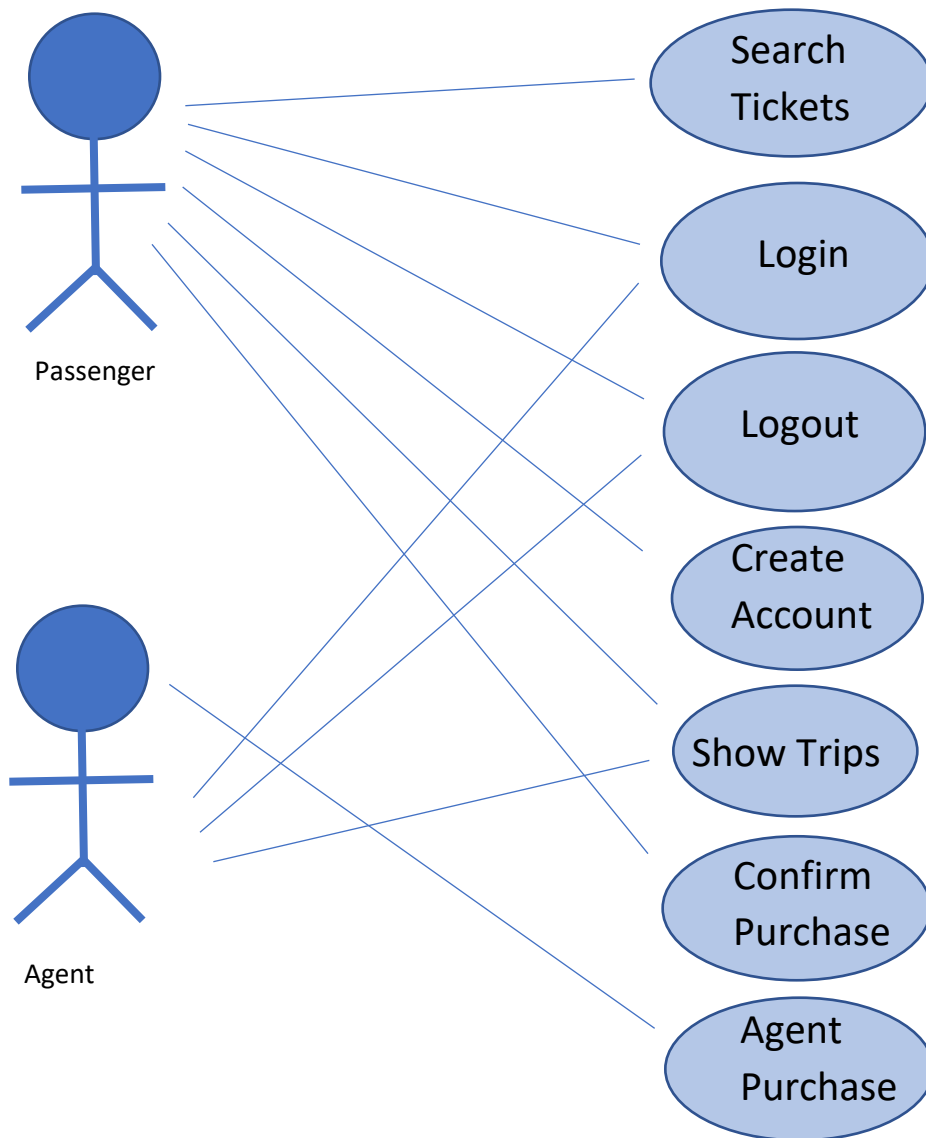 Search
Tickets
Login
Passenger
Logout
Create
Account
Show Trips
Confirm
Purchase
Agent
Agent
Purchase